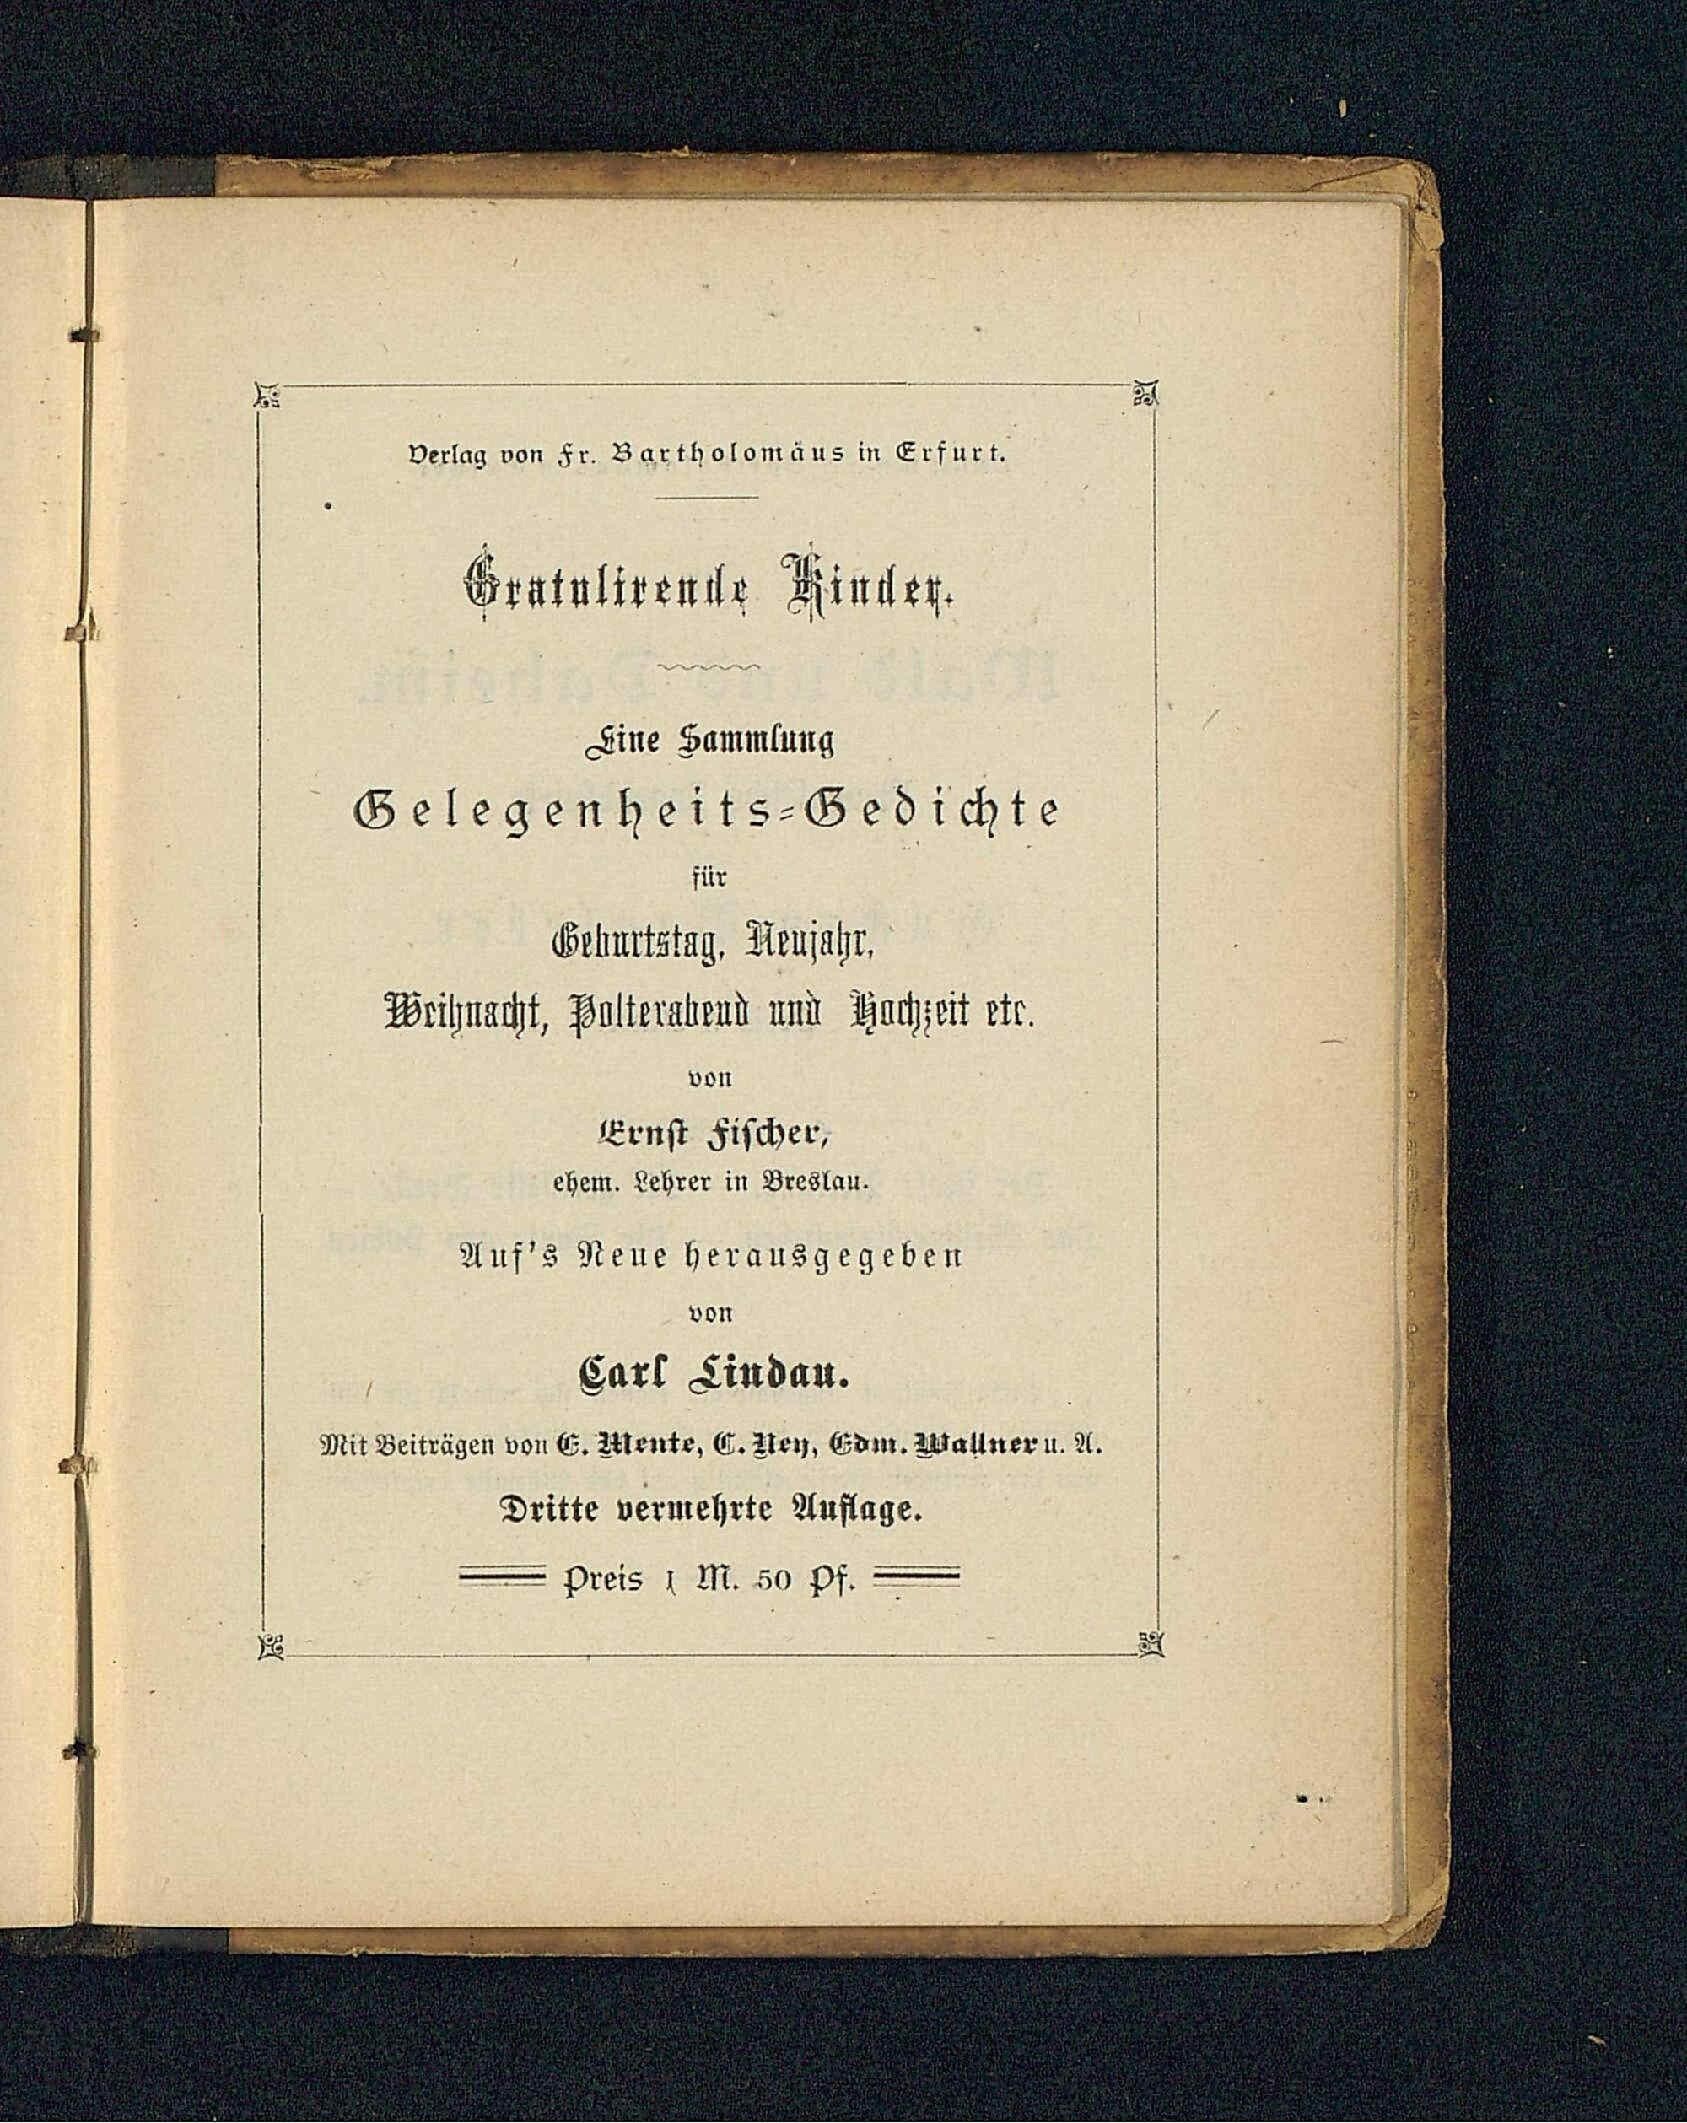 Verlag von Fr. Bartholomäus in Erfurt.
Gratulirende Kinder.
Eine Sammlung
Gelegenheits-Gedichte
für
Geburtstag, Neujahr,
Weihnacht, Polterabend und Hochzeit etc.
von
Ernst Fischer,
ehem. Lehrer in Breslau.
Auf's Neue herausgegeben
von
Carl Lindau.
Mit Beiträgen von E. Mente, C. Ney, Edm. Wallner u. A.
Dritte vermehrte Auflage.
Preis 1 M. 50 Pf.